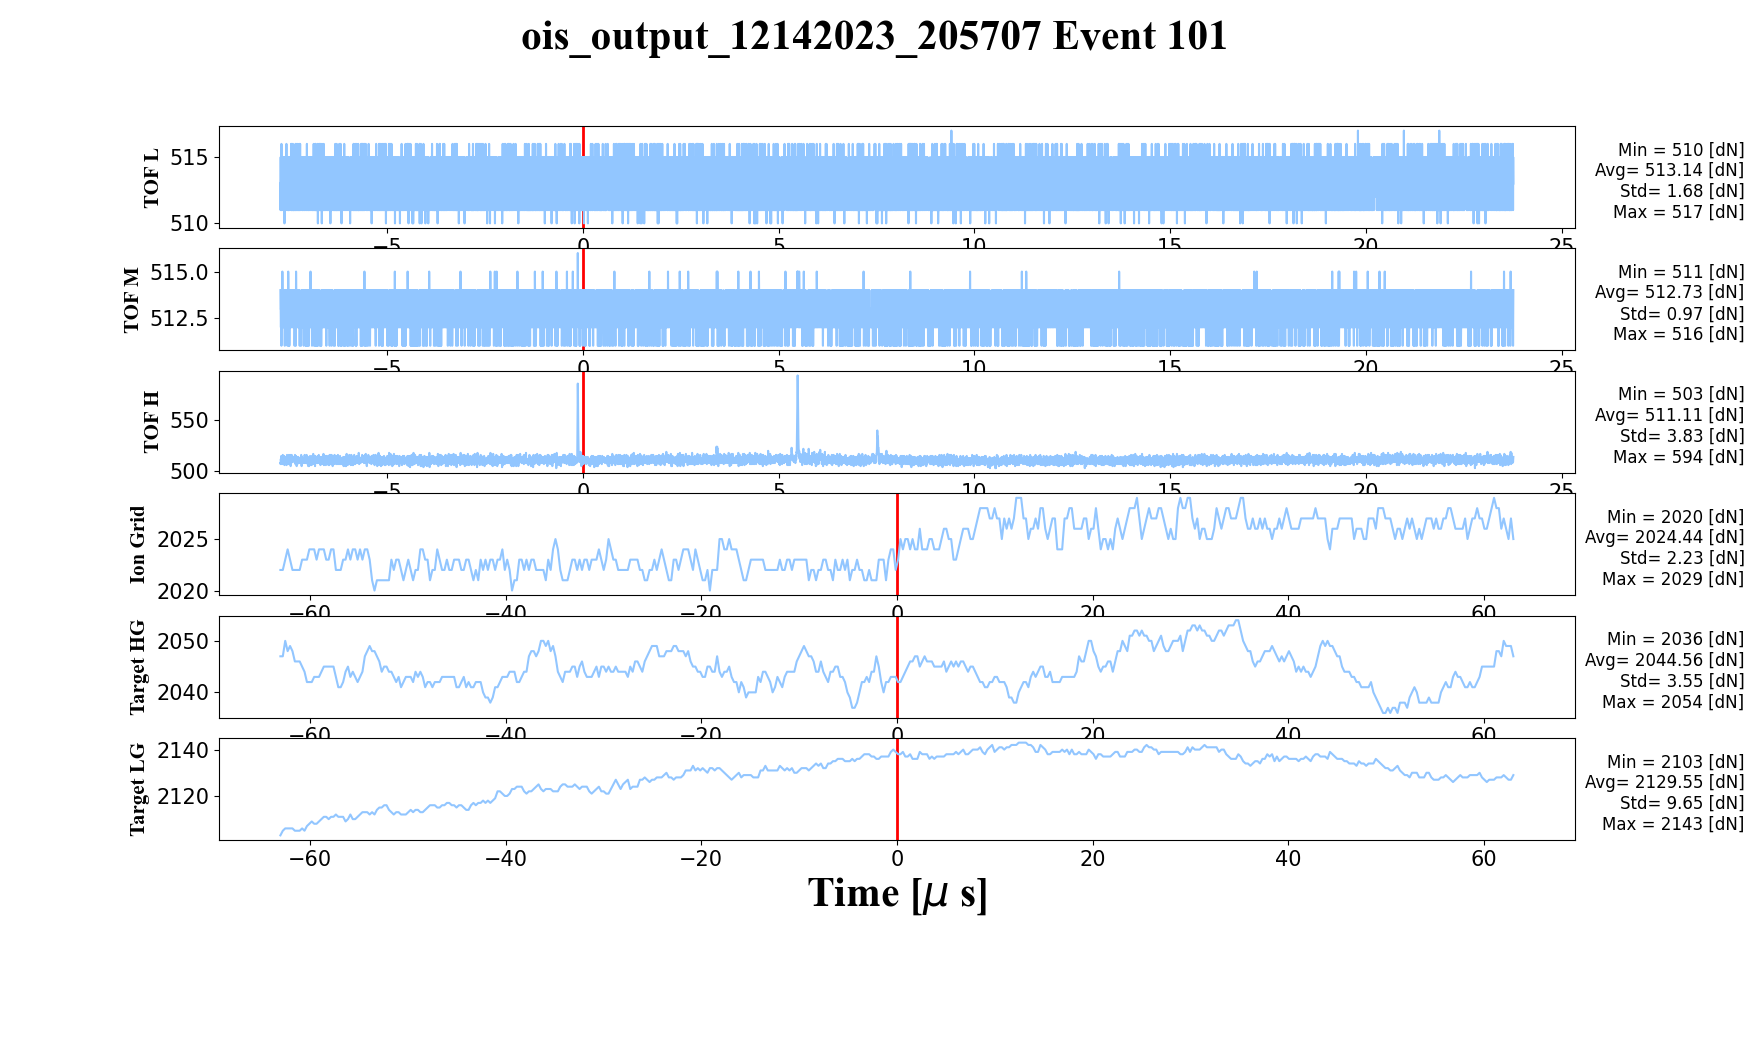 ois_output_12142023_205707 Event 101
TOF L
515
510
Min = 510 [dN]
Avg= 513.14 [dN]
Std= 1.68 [dN]
Max = 517 [dN]
−5 0 5 10 15 20 25
TOF M
515.0
512.5
Min = 511 [dN]
Avg= 512.73 [dN]
Std= 0.97 [dN]
Max = 516 [dN]
−5 0 5 10 15 20 25
TOF H
550
500
Min = 503 [dN]
Avg= 511.11 [dN]
Std= 3.83 [dN]
Max = 594 [dN]
−5 0 5 10 15 20 25
Ion Grid
2025
2020
Min = 2020 [dN]
Avg= 2024.44 [dN]
Std= 2.23 [dN]
Max = 2029 [dN]
−60 −40 −20 0 20 40 60
Target HG
2050
2040
Min = 2036 [dN]
Avg= 2044.56 [dN]
Std= 3.55 [dN]
Max = 2054 [dN]
−60 −40 −20 0 20 40 60
Target LG
2140
2120
Min = 2103 [dN]
Avg= 2129.55 [dN]
Std= 9.65 [dN]
Max = 2143 [dN]
−60 −40 −20 0 20 40 60
Time [μ s]